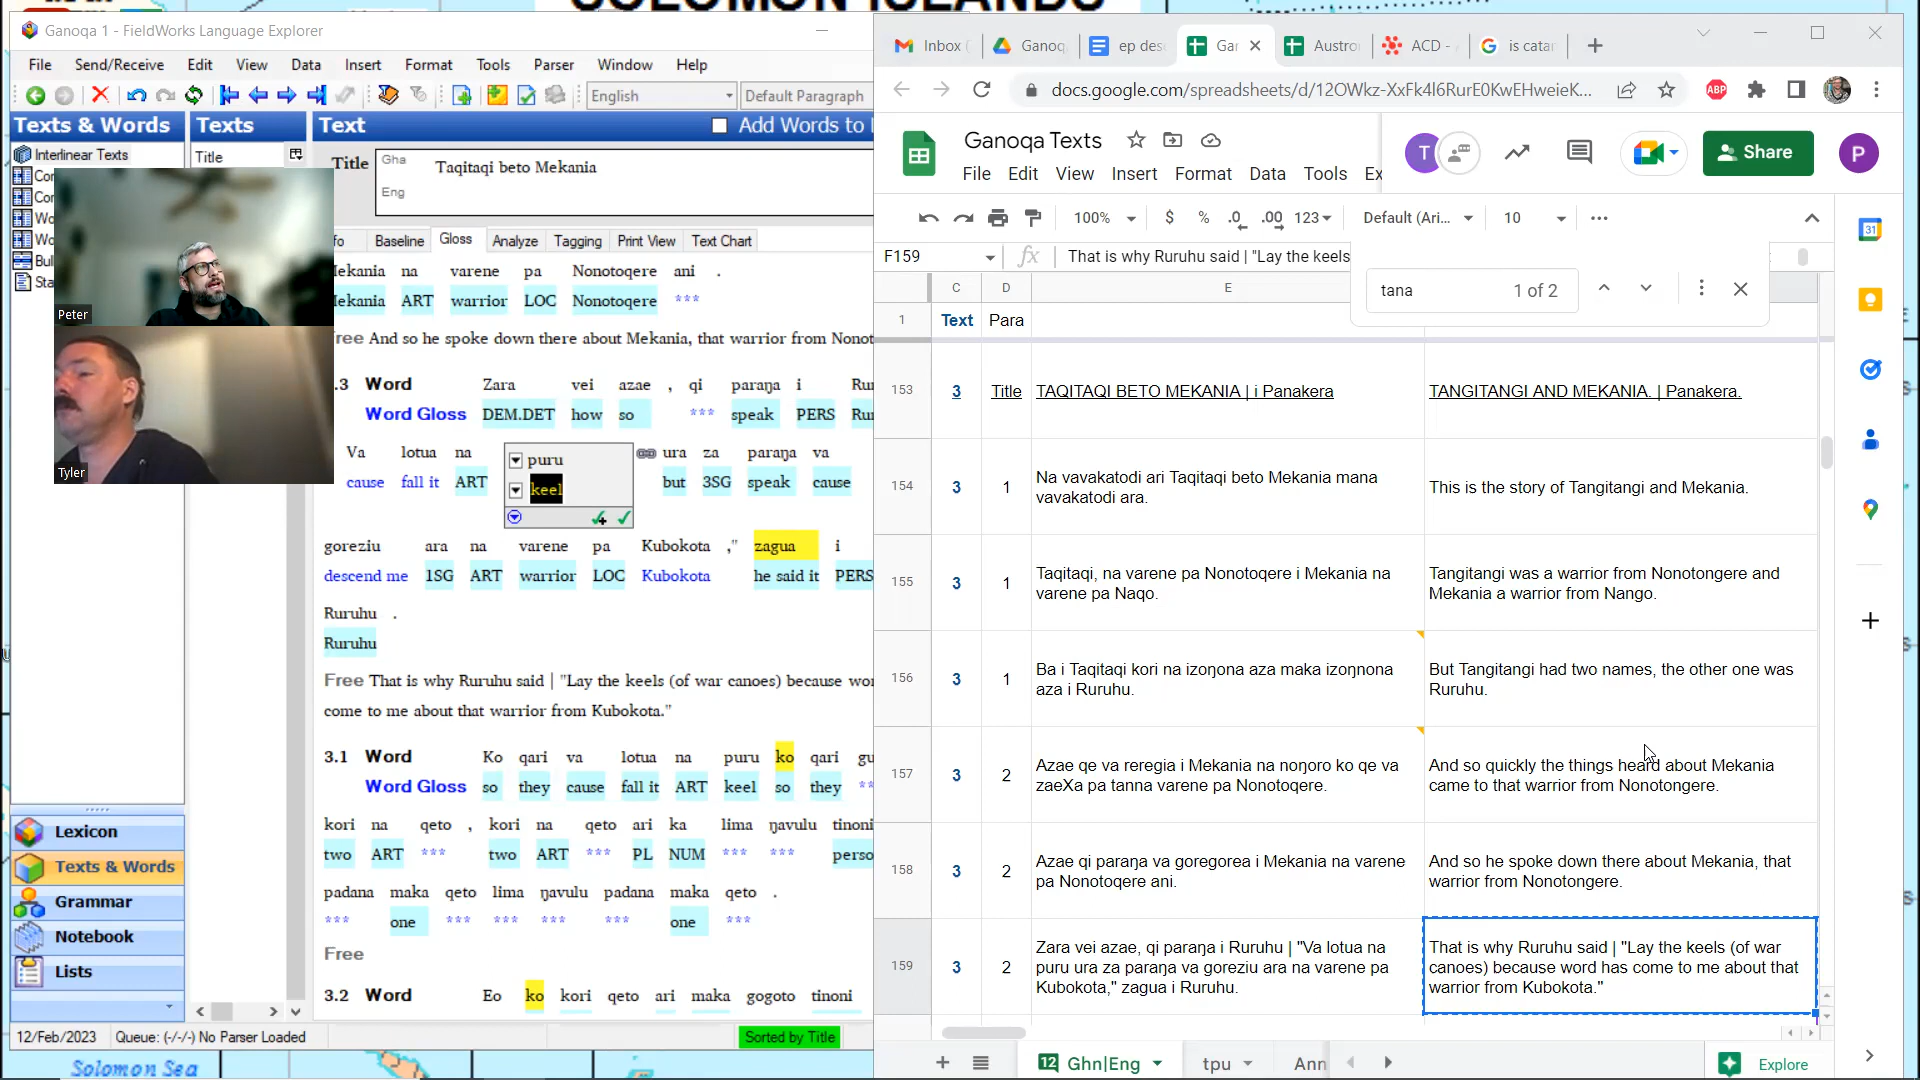 SOLOMON ISLANDS
Ganoqa 1 - FieldWorks Language Explorer
File Send/Receive Edit View Data Insert Format Tools Parser Window Help
English Default Paragraph
Texts & Words Texts Text Add Words to
Interlinear Texts Title
Title Gha Taqitaqi beto Mekania
Eng
Baseline Gloss Analyze Tagging Print View Text Chart
Mekania na varene pa Nonotoqere ani .
Mekania ART warrior LOC Nonotoqere ***
Free And so he spoke down there about Mekania, that warrior from Nonot
.3 Word Zara vei azae , qi paraŋa i Ru
Word Gloss DEM.DET how so *** speak PERS Ru
Va lotua na puru ura za paraŋa va
cause fall it ART keel but 3SG speak cause
goreziu ara na varene pa Kubokota ," zagua i
descend me 1SG ART warrior LOC Kubokota he said it PERS
Ruruhu .
Ruruhu
Free That is why Ruruhu said | "Lay the keels (of war canoes) because wo
come to me about that warrior from Kubokota."
3.1 Word Ko qari va lotua na puru ko qari gu
Word Gloss so they cause fall it ART keel so they **
kori na qeto , kori na qeto ari ka lima ŋavulu tinoni
two ART *** two ART *** PL NUM *** *** perso
padana maka qeto lima ŋavulu padana maka qeto .
*** one *** *** *** *** one ***
Free
3.2 Word Eo ko kori qeto ari maka gogoto tinoni
Peter
Tyler
Lexicon
Texts & Words
Grammar
Notebook
Lists
12/Feb/2023 Queue: (-/-/-) No Parser Loaded Sorted by Title
Solomon Sea
Inbox ( Ganoq ep des Gar Austro ACD - is catar
docs.google.com/spreadsheets/d/12OWkz-XxFk4l6RurE0KwEHweieK...
ABP
Ganoqa Texts
File Edit View Insert Format Data Tools Ex
T Share P
100% $ % .0 .00 123 Default (Ari... 10
F159 fx That is why Ruruhu said | "Lay the keels
tana 1 of 2
C D E
1 Text Para
153 3 Title TAQITAQI BETO MEKANIA | i Panakera TANGITANGI AND MEKANIA. | Panakera.
154 3 1 Na vavakatodi ari Taqitaqi beto Mekania mana vavakatodi ara. This is the story of Tangitangi and Mekania.
155 3 1 Taqitaqi, na varene pa Nonotoqere i Mekania na varene pa Naqo. Tangitangi was a warrior from Nonotongere and Mekania a warrior from Nango.
156 3 1 Ba i Taqitaqi kori na izoŋona aza maka izoŋnona aza i Ruruhu. But Tangitangi had two names, the other one was Ruruhu.
157 3 2 Azae qe va reregia i Mekania na noŋoro ko qe va zaeXa pa tanna varene pa Nonotoqere. And so quickly the things heard about Mekania came to that warrior from Nonotongere.
158 3 2 Azae qi paraŋa va goregorea i Mekania na varene pa Nonotoqere ani. And so he spoke down there about Mekania, that warrior from Nonotongere.
159 3 2 Zara vei azae, qi paraŋa i Ruruhu | "Va lotua na puru ura za paraŋa va goreziu ara na varene pa Kubokota," zagua i Ruruhu. That is why Ruruhu said | "Lay the keels (of war canoes) because word has come to me about that warrior from Kubokota."
12 Ghn|Eng tpu Ann Explore
31